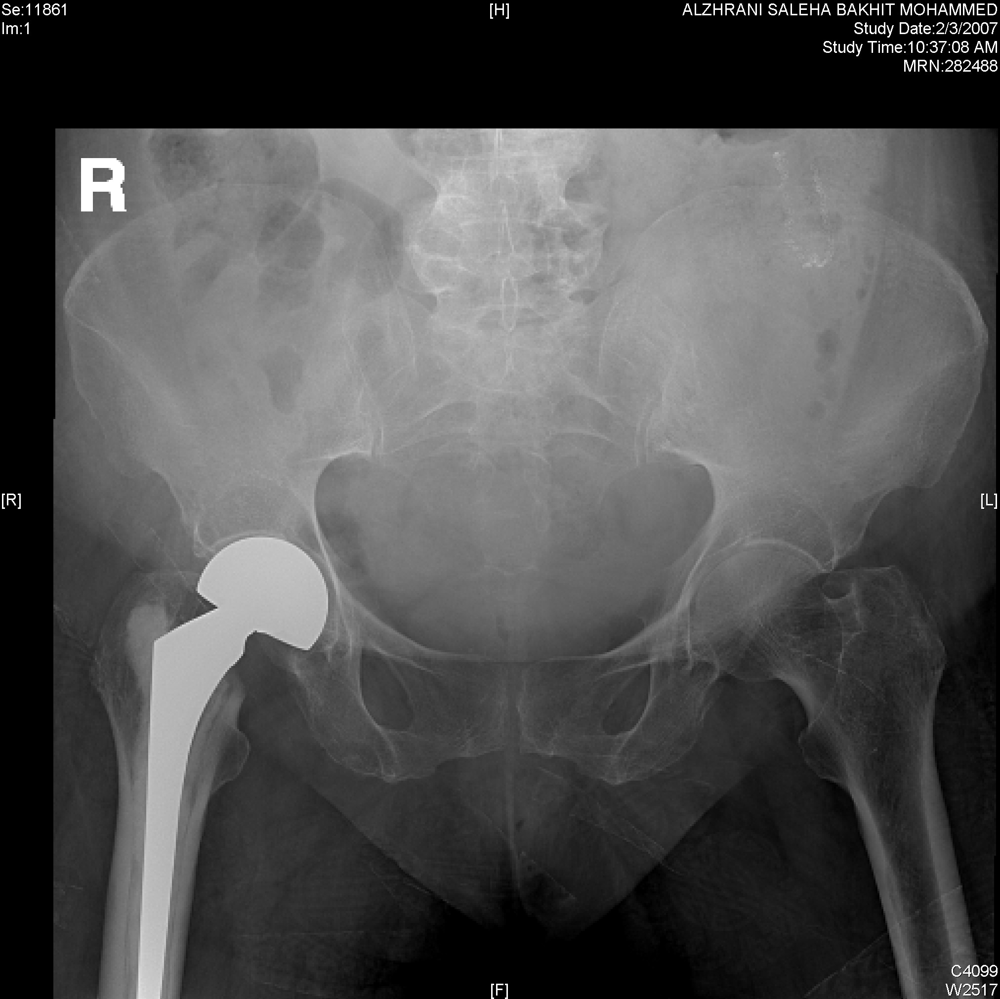 Se:11861
Im:1
[H]
ALZHRANI SALEHA BAKHIT MOHAMMED
Study Date:2/3/2007
Study Time:10:37:08 AM
MRN:282488
R
[R]
[L]
C4099
W2517
[F]